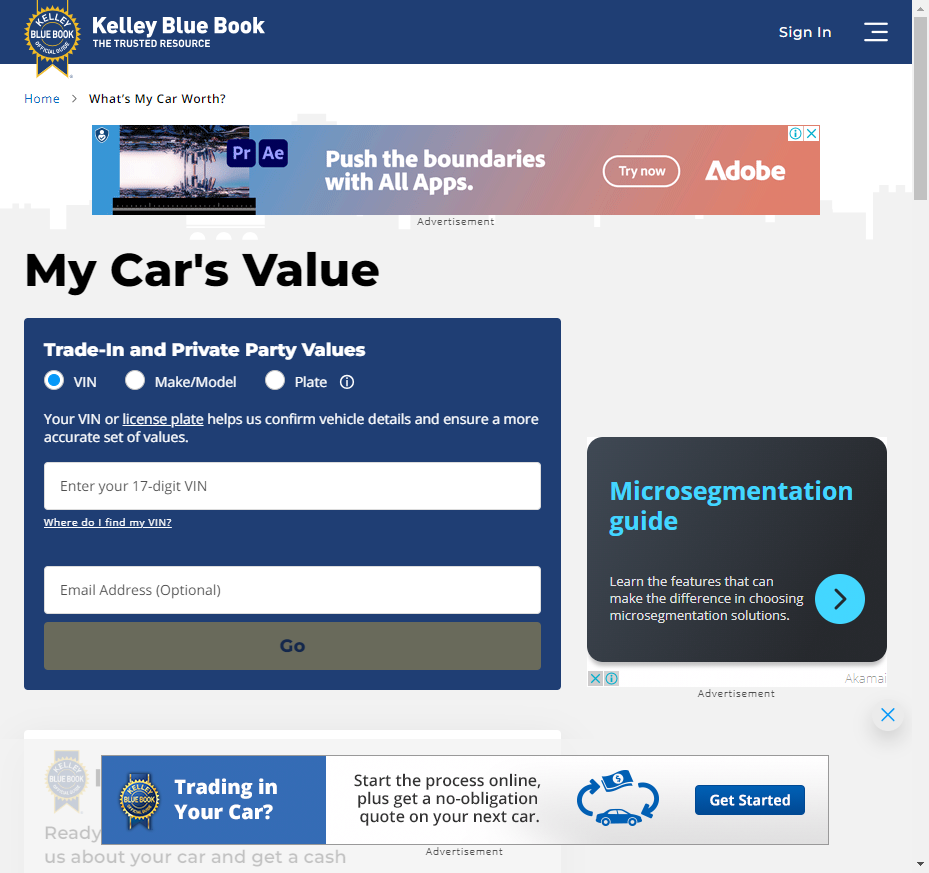 KELLEY
BLUE BOOK
OFFICIAL GUIDE
Kelley Blue Book
THE TRUSTED RESOURCE
Sign In
Home > What's My Car Worth?
Pr Ae
Push the boundaries
with All Apps.
Try now
Adobe
Advertisement
My Car's Value
Trade-In and Private Party Values
VIN Make/Model Plate
Your VIN or license plate helps us confirm vehicle details and ensure a more
accurate set of values.
Enter your 17-digit VIN
Where do I find my VIN?
Email Address (Optional)
Go
Microsegmentation
guide
Learn the features that can
make the difference in choosing
microsegmentation solutions.
Akamai
Advertisement
KELLEY
BLUE BOOK
Ready
us about your car and get a cash
KELLEY
BLUE BOOK
Trading in
Your Car?
Start the process online,
plus get a no-obligation
quote on your next car.
Get Started
Advertisement